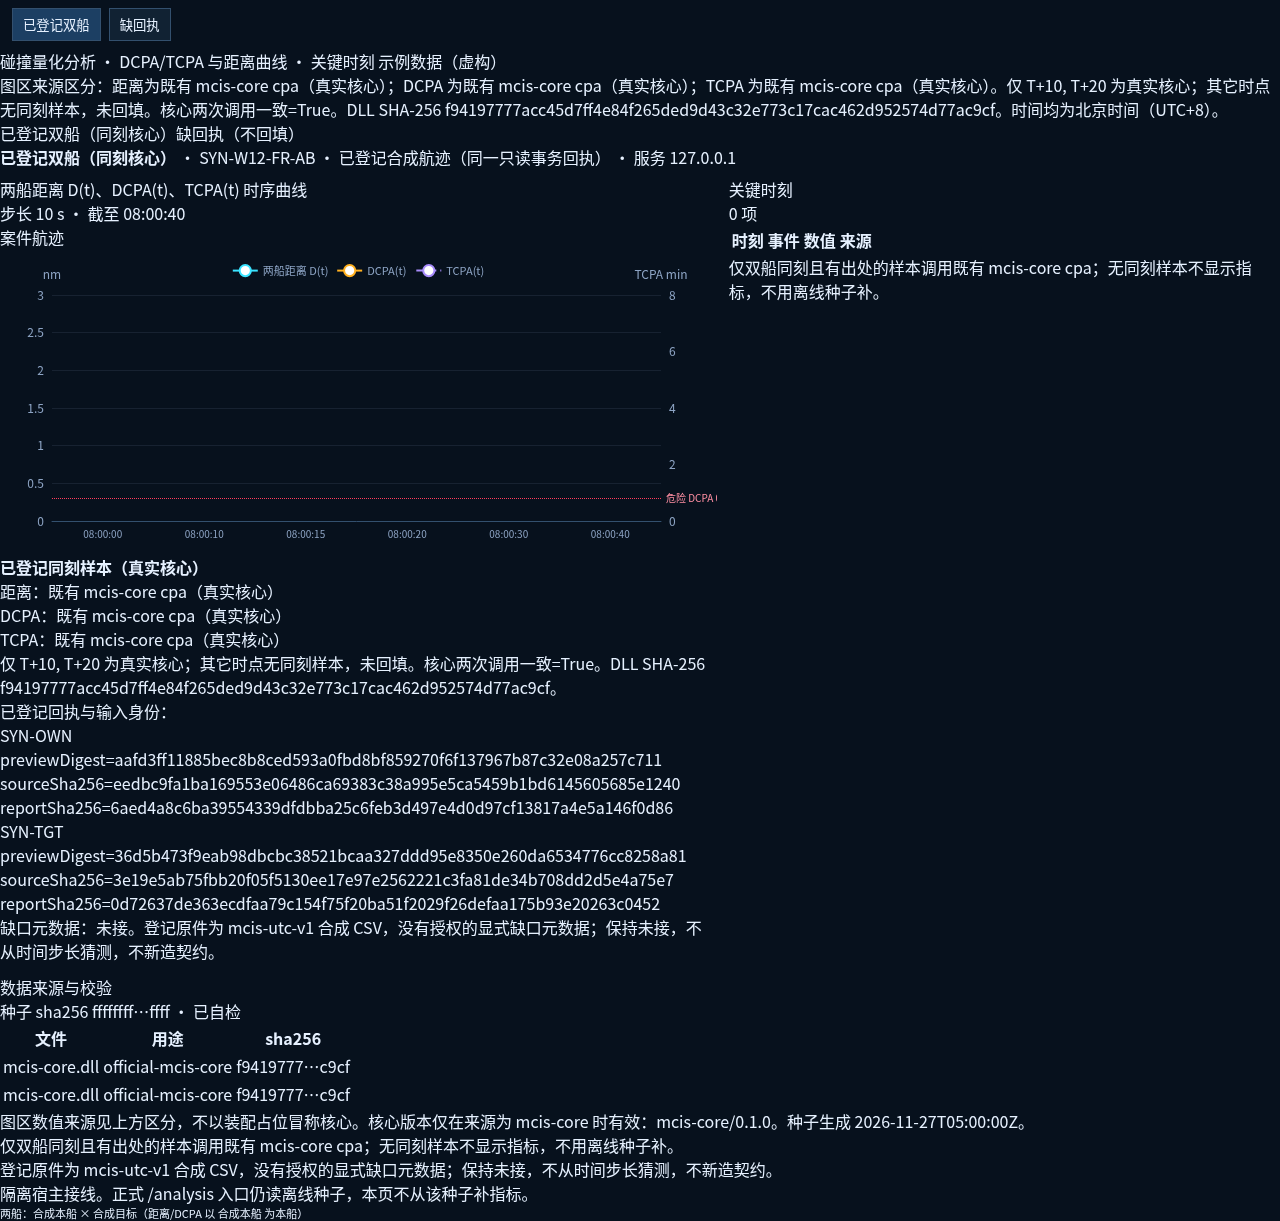 已登记双船 缺回执
碰撞量化分析 · DCPA/TCPA 与距离曲线 · 关键时刻 示例数据（虚构）
图区来源区分：距离为既有 mcis-core cpa（真实核心）；DCPA 为既有 mcis-core cpa（真实核心）；TCPA 为既有 mcis-core cpa（真实核心）。仅 T+10, T+20 为真实核心；其它时点
无同刻样本，未回填。核心两次调用一致=True。DLL SHA-256 f94197777acc45d7ff4e84f265ded9d43c32e773c17cac462d952574d77ac9cf。时间均为北京时间（UTC+8）。
已登记双船（同刻核心）缺回执（不回填）
已登记双船（同刻核心） · SYN-W12-FR-AB · 已登记合成航迹（同一只读事务回执） · 服务 127.0.0.1
两船距离 D(t)、DCPA(t)、TCPA(t) 时序曲线
步长 10 s · 截至 08:00:40
案件航迹
nm 两船距离 D(t) DCPA(t) TCPA(t) TCPA min
3 8
2.5
2 6
1.5 4
1
0.5 2
危险 DCPA
0 0
08:00:00 08:00:10 08:00:15 08:00:20 08:00:30 08:00:40
关键时刻
0 项
时刻 事件 数值 来源
仅双船同刻且有出处的样本调用既有 mcis-core cpa；无同刻样本不显示指
标，不用离线种子补。
已登记同刻样本（真实核心）
距离：既有 mcis-core cpa（真实核心）
DCPA：既有 mcis-core cpa（真实核心）
TCPA：既有 mcis-core cpa（真实核心）
仅 T+10, T+20 为真实核心；其它时点无同刻样本，未回填。核心两次调用一致=True。DLL SHA-256
f94197777acc45d7ff4e84f265ded9d43c32e773c17cac462d952574d77ac9cf。
已登记回执与输入身份：
SYN-OWN
previewDigest=aafd3ff11885bec8b8ced593a0fbd8bf859270f6f137967b87c32e08a257c711
sourceSha256=eedbc9fa1ba169553e06486ca69383c38a995e5ca5459b1bd6145605685e1240
reportSha256=6aed4a8c6ba39554339dfdbba25c6feb3d497e4d0d97cf13817a4e5a146f0d86
SYN-TGT
previewDigest=36d5b473f9eab98dbcbc38521bcaa327ddd95e8350e260da6534776cc8258a81
sourceSha256=3e19e5ab75fbb20f05f5130ee17e97e2562221c3fa81de34b708dd2d5e4a75e7
reportSha256=0d72637de363ecdfaa79c154f75f20ba51f2029f26defaa175b93e20263c0452
缺口元数据：未接。登记原件为 mcis-utc-v1 合成 CSV，没有授权的显式缺口元数据；保持未接，不
从时间步长猜测，不新造契约。
数据来源与校验
种子 sha256 ffffffff…ffff · 已自检
文件 用途 sha256
mcis-core.dll official-mcis-core f9419777…c9cf
mcis-core.dll official-mcis-core f9419777…c9cf
图区数值来源见上方区分，不以装配占位冒称核心。核心版本仅在来源为 mcis-core 时有效：mcis-core/0.1.0。种子生成 2026-11-27T05:00:00Z。
仅双船同刻且有出处的样本调用既有 mcis-core cpa；无同刻样本不显示指标，不用离线种子补。
登记原件为 mcis-utc-v1 合成 CSV，没有授权的显式缺口元数据；保持未接，不从时间步长猜测，不新造契约。
隔离宿主接线。正式 /analysis 入口仍读离线种子，本页不从该种子补指标。
两船：合成本船 × 合成目标（距离/DCPA 以 合成本船 为本船）